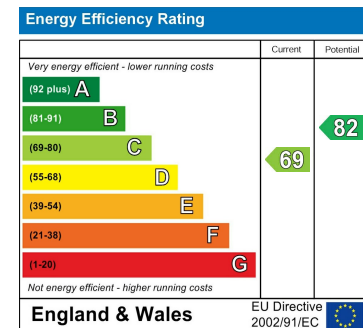 Energy Efficiency Rating
Current
Potential
Very energy efficient - lower running costs
(92 plus) A
(81-91) B
(69-80) C
(55-68) D
(39-54) E
(21-38) F
(1-20) G
69
82
Not energy efficient - higher running costs
England & Wales
EU Directive
2002/91/EC